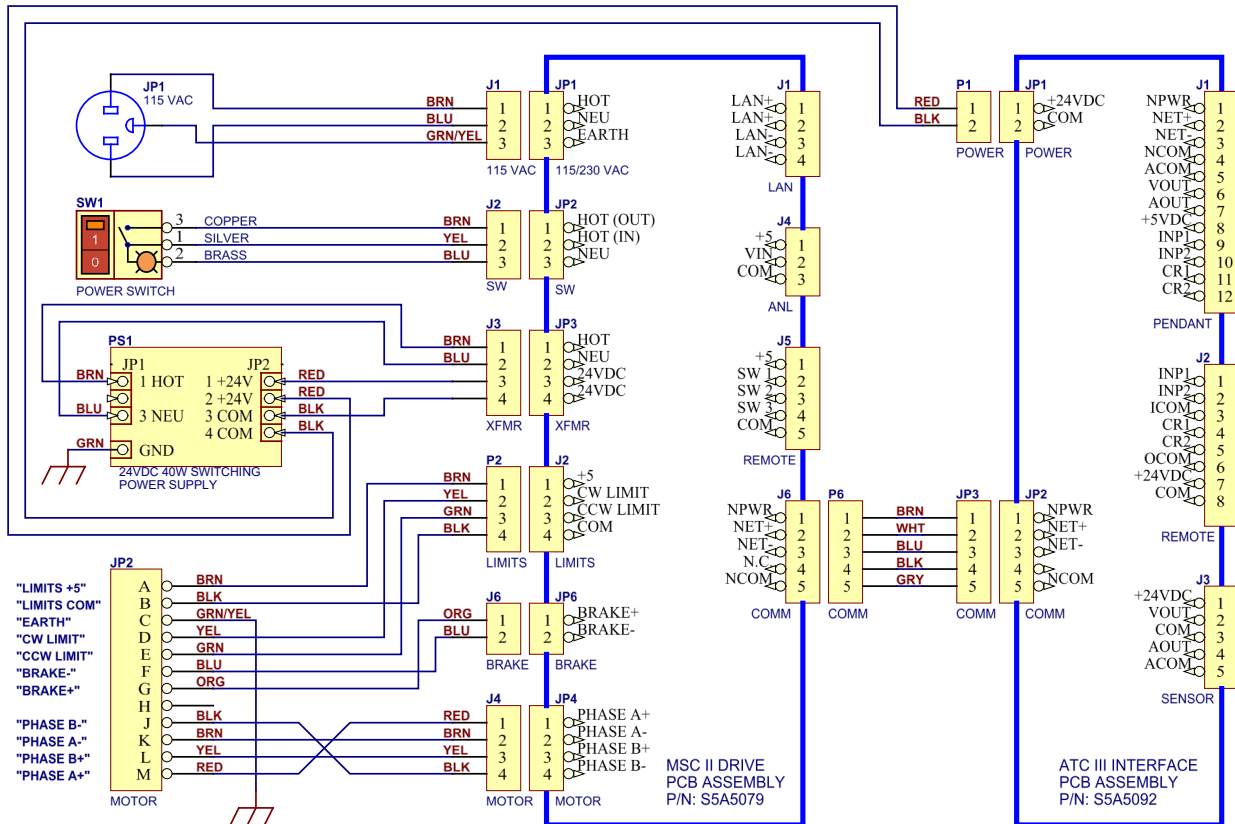 JP1
115 VAC
J1
BRN 1
BLU 2
GRN/YEL 3
115 VAC
JP1
1 HOT
2 NEU
3 EARTH
115/230 VAC
SW1
3 COPPER
1 SILVER
2 BRASS
1
0
POWER SWITCH
J2
BRN 1
YEL 2
BLU 3
SW
JP2
1 HOT (OUT)
2 HOT (IN)
3 NEU
SW
PS1
JP1
BRN 1 HOT
BLU 3 NEU
GRN GND
JP2
1 +24V RED
2 +24V RED
3 COM BLK
4 COM BLK
24VDC 40W SWITCHING
POWER SUPPLY
J3
BRN 1
BLU 2
3
4
XFMR
JP3
1 HOT
2 NEU
3 24VDC
4 24VDC
XFMR
P2
BRN 1
YEL 2
GRN 3
BLK 4
LIMITS
J2
1 +5
2 CW LIMIT
3 CCW LIMIT
4 COM
LIMITS
JP2
"LIMITS +5" A BRN
"LIMITS COM" B BLK
"EARTH" C GRN/YEL
"CW LIMIT" D YEL
"CCW LIMIT" E GRN
"BRAKE-" F BLU
"BRAKE+" G ORG
H
"PHASE B-" J BLK
"PHASE A-" K BRN
"PHASE B+" L YEL
"PHASE A+" M RED
MOTOR
J6
ORG 1
BLU 2
BRAKE
JP6
1 BRAKE+
2 BRAKE-
BRAKE
J4
RED 1
BRN 2
YEL 3
BLK 4
MOTOR
JP4
1 PHASE A+
2 PHASE A-
3 PHASE B+
4 PHASE B-
MOTOR
J1
LAN+ 1
LAN+ 2
LAN- 3
LAN- 4
LAN
J4
+5 1
VIN 2
COM 3
ANL
J5
+5 1
SW 1 2
SW 2 3
SW 3 4
COM 5
REMOTE
J6
NPWR 1
NET+ 2
NET- 3
N.C 4
NCOM 5
COMM
MSC II DRIVE
PCB ASSEMBLY
P/N: S5A5079
P6
1 BRN
2 WHT
3 BLU
4 BLK
5 GRY
COMM
JP3
1
2
3
4
5
COMM
P1
RED 1
BLK 2
POWER
JP1
1 +24VDC
2 COM
POWER
JP2
1 NPWR
2 NET+
3 NET-
4
5 NCOM
COMM
J1
NPWR 1
NET+ 2
NET- 3
NCOM 4
ACOM 5
VOUT 6
AOUT 7
+5VDC 8
INP1 9
INP2 10
CR1 11
CR2 12
PENDANT
J2
INP1 1
INP2 2
ICOM 3
CR1 4
CR2 5
OCOM 6
+24VDC 7
COM 8
REMOTE
J3
+24VDC 1
VOUT 2
COM 3
AOUT 4
ACOM 5
SENSOR
ATC III INTERFACE
PCB ASSEMBLY
P/N: S5A5092